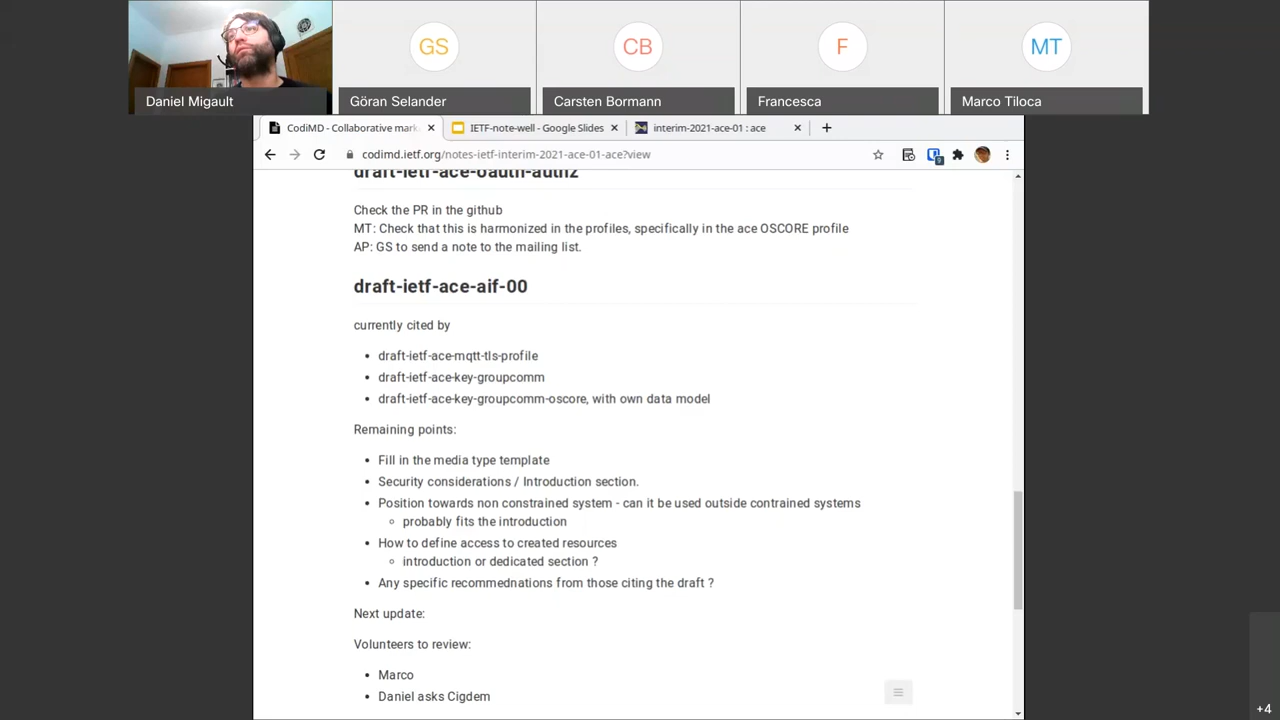 GS
CB
F
MT
Daniel Migault
Göran Selander
Carsten Bormann
Francesca
Marco Tiloca
CodiMD - Collaborative mark
IETF-note-well - Google Slides
interim-2021-ace-01 : ace
codimd.ietf.org/notes-ietf-interim-2021-ace-01-ace?view
draft-ietf-ace-oauth-authz
Check the PR in the github
MT: Check that this is harmonized in the profiles, specifically in the ace OSCORE profile
AP: GS to send a note to the mailing list.
draft-ietf-ace-aif-00
currently cited by
• draft-ietf-ace-mqtt-tls-profile
• draft-ietf-ace-key-groupcomm
• draft-ietf-ace-key-groupcomm-oscore, with own data model
Remaining points:
• Fill in the media type template
• Security considerations / Introduction section.
• Position towards non constrained system - can it be used outside contrained systems
◦ probably fits the introduction
• How to define access to created resources
◦ introduction or dedicated section ?
• Any specific recommednations from those citing the draft ?
Next update:
Volunteers to review:
• Marco
• Daniel asks Cigdem
+4